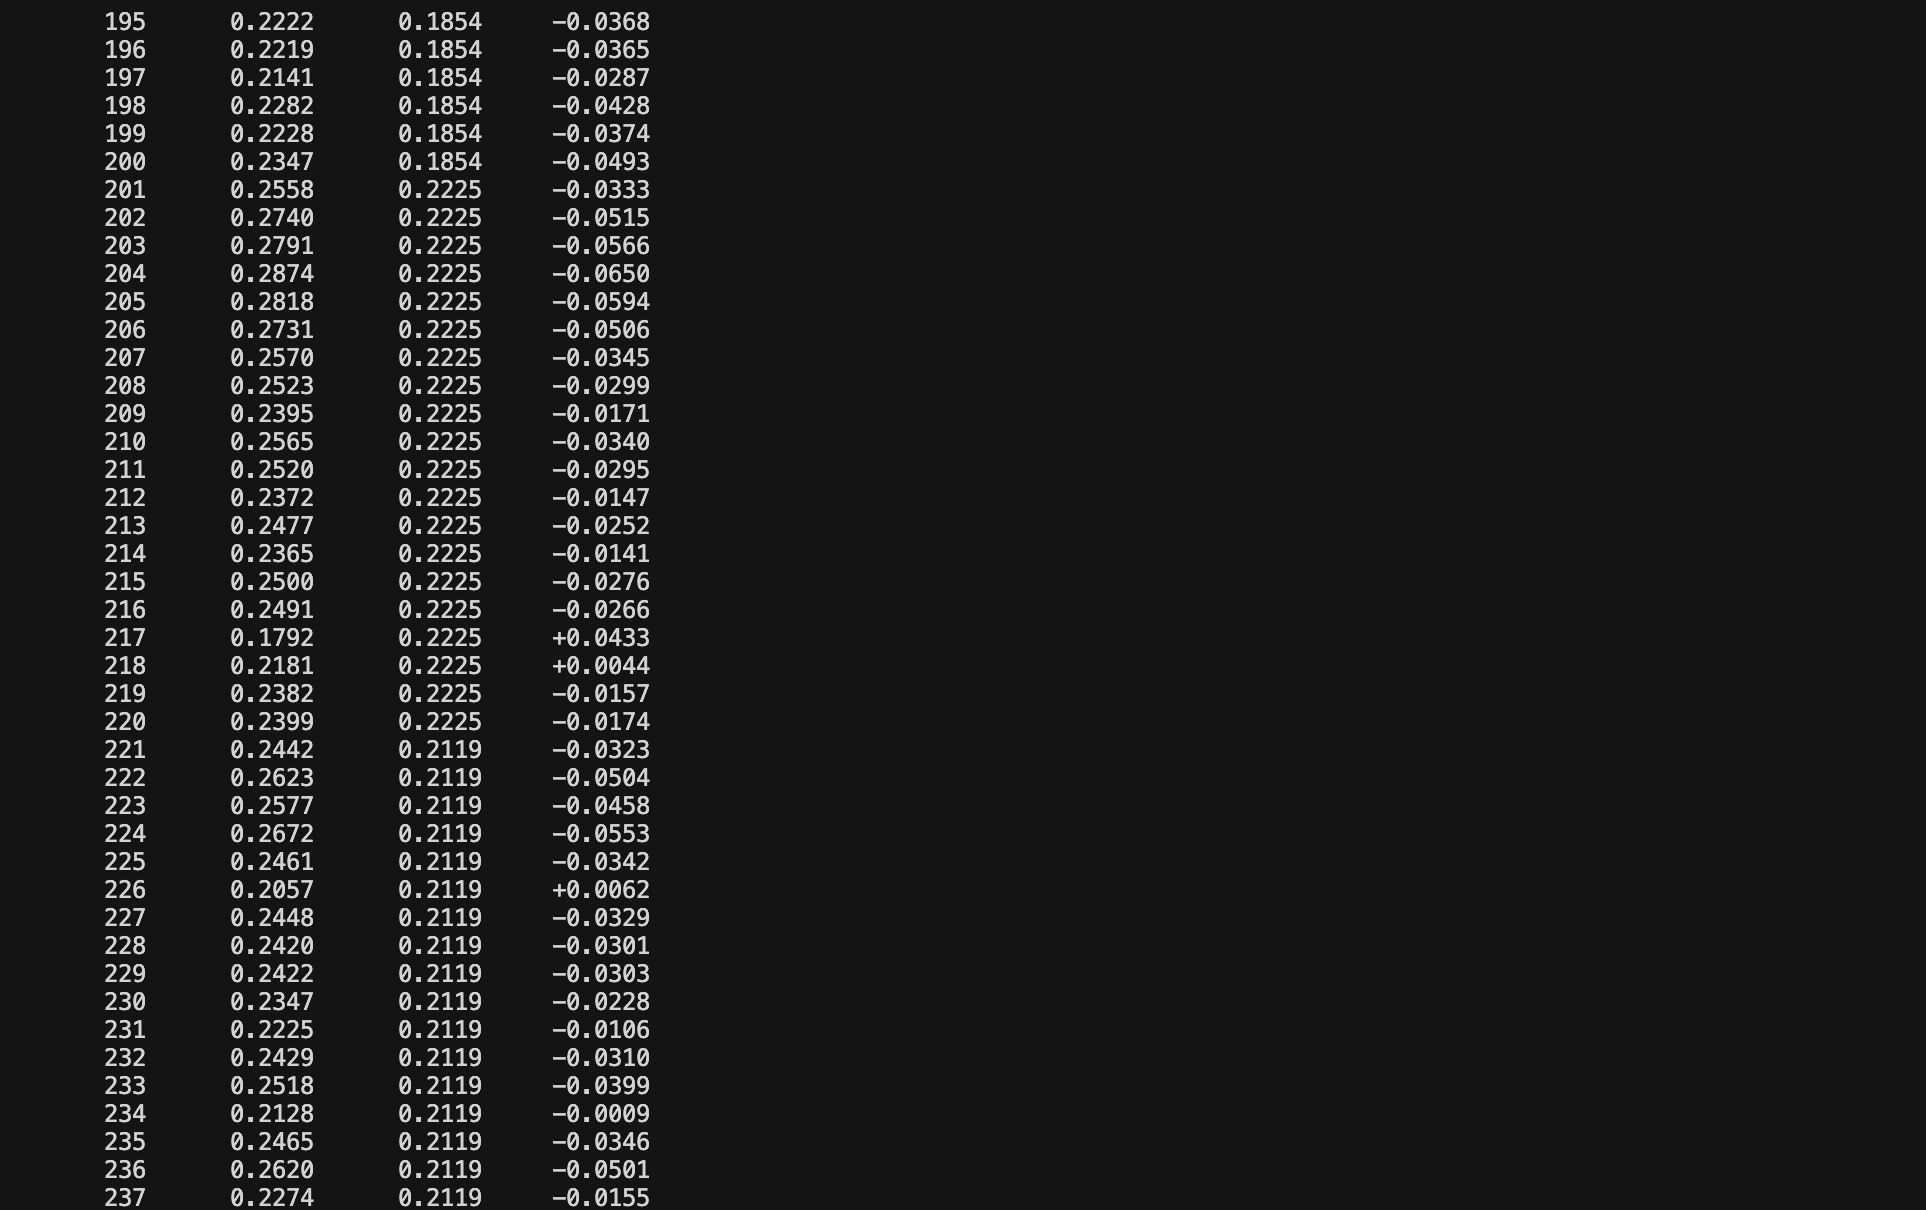 195 0.2222 0.1854 −0.0368
196 0.2219 0.1854 −0.0365
197 0.2141 0.1854 −0.0287
198 0.2282 0.1854 −0.0428
199 0.2228 0.1854 −0.0374
200 0.2347 0.1854 −0.0493
201 0.2558 0.2225 −0.0333
202 0.2740 0.2225 −0.0515
203 0.2791 0.2225 −0.0566
204 0.2874 0.2225 −0.0650
205 0.2818 0.2225 −0.0594
206 0.2731 0.2225 −0.0506
207 0.2570 0.2225 −0.0345
208 0.2523 0.2225 −0.0299
209 0.2395 0.2225 −0.0171
210 0.2565 0.2225 −0.0340
211 0.2520 0.2225 −0.0295
212 0.2372 0.2225 −0.0147
213 0.2477 0.2225 −0.0252
214 0.2365 0.2225 −0.0141
215 0.2500 0.2225 −0.0276
216 0.2491 0.2225 −0.0266
217 0.1792 0.2225 +0.0433
218 0.2181 0.2225 +0.0044
219 0.2382 0.2225 −0.0157
220 0.2399 0.2225 −0.0174
221 0.2442 0.2119 −0.0323
222 0.2623 0.2119 −0.0504
223 0.2577 0.2119 −0.0458
224 0.2672 0.2119 −0.0553
225 0.2461 0.2119 −0.0342
226 0.2057 0.2119 +0.0062
227 0.2448 0.2119 −0.0329
228 0.2420 0.2119 −0.0301
229 0.2422 0.2119 −0.0303
230 0.2347 0.2119 −0.0228
231 0.2225 0.2119 −0.0106
232 0.2429 0.2119 −0.0310
233 0.2518 0.2119 −0.0399
234 0.2128 0.2119 −0.0009
235 0.2465 0.2119 −0.0346
236 0.2620 0.2119 −0.0501
237 0.2274 0.2119 −0.0155